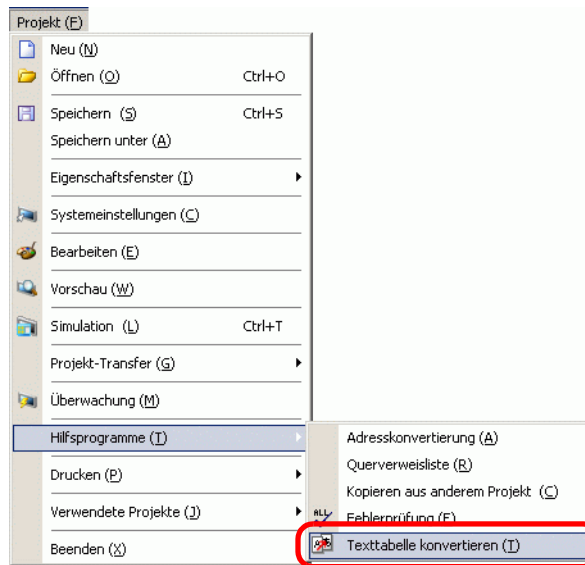 Projekt (F)
Neu (N)
Öffnen (O) Ctrl+O
Speichern (S) Ctrl+S
Speichern unter (A)
Eigenschaftsfenster (I)
Systemeinstellungen (C)
Bearbeiten (E)
Vorschau (W)
Simulation (L) Ctrl+T
Projekt-Transfer (G)
Überwachung (M)
Hilfsprogramme (T)
Adresskonvertierung (A)
Querverweisliste (R)
Drucken (P)
Kopieren aus anderem Projekt (C)
Verwendete Projekte (J)
ALL Fehlerprüfung (E)
Beenden (X)
Texttabelle konvertieren (T)